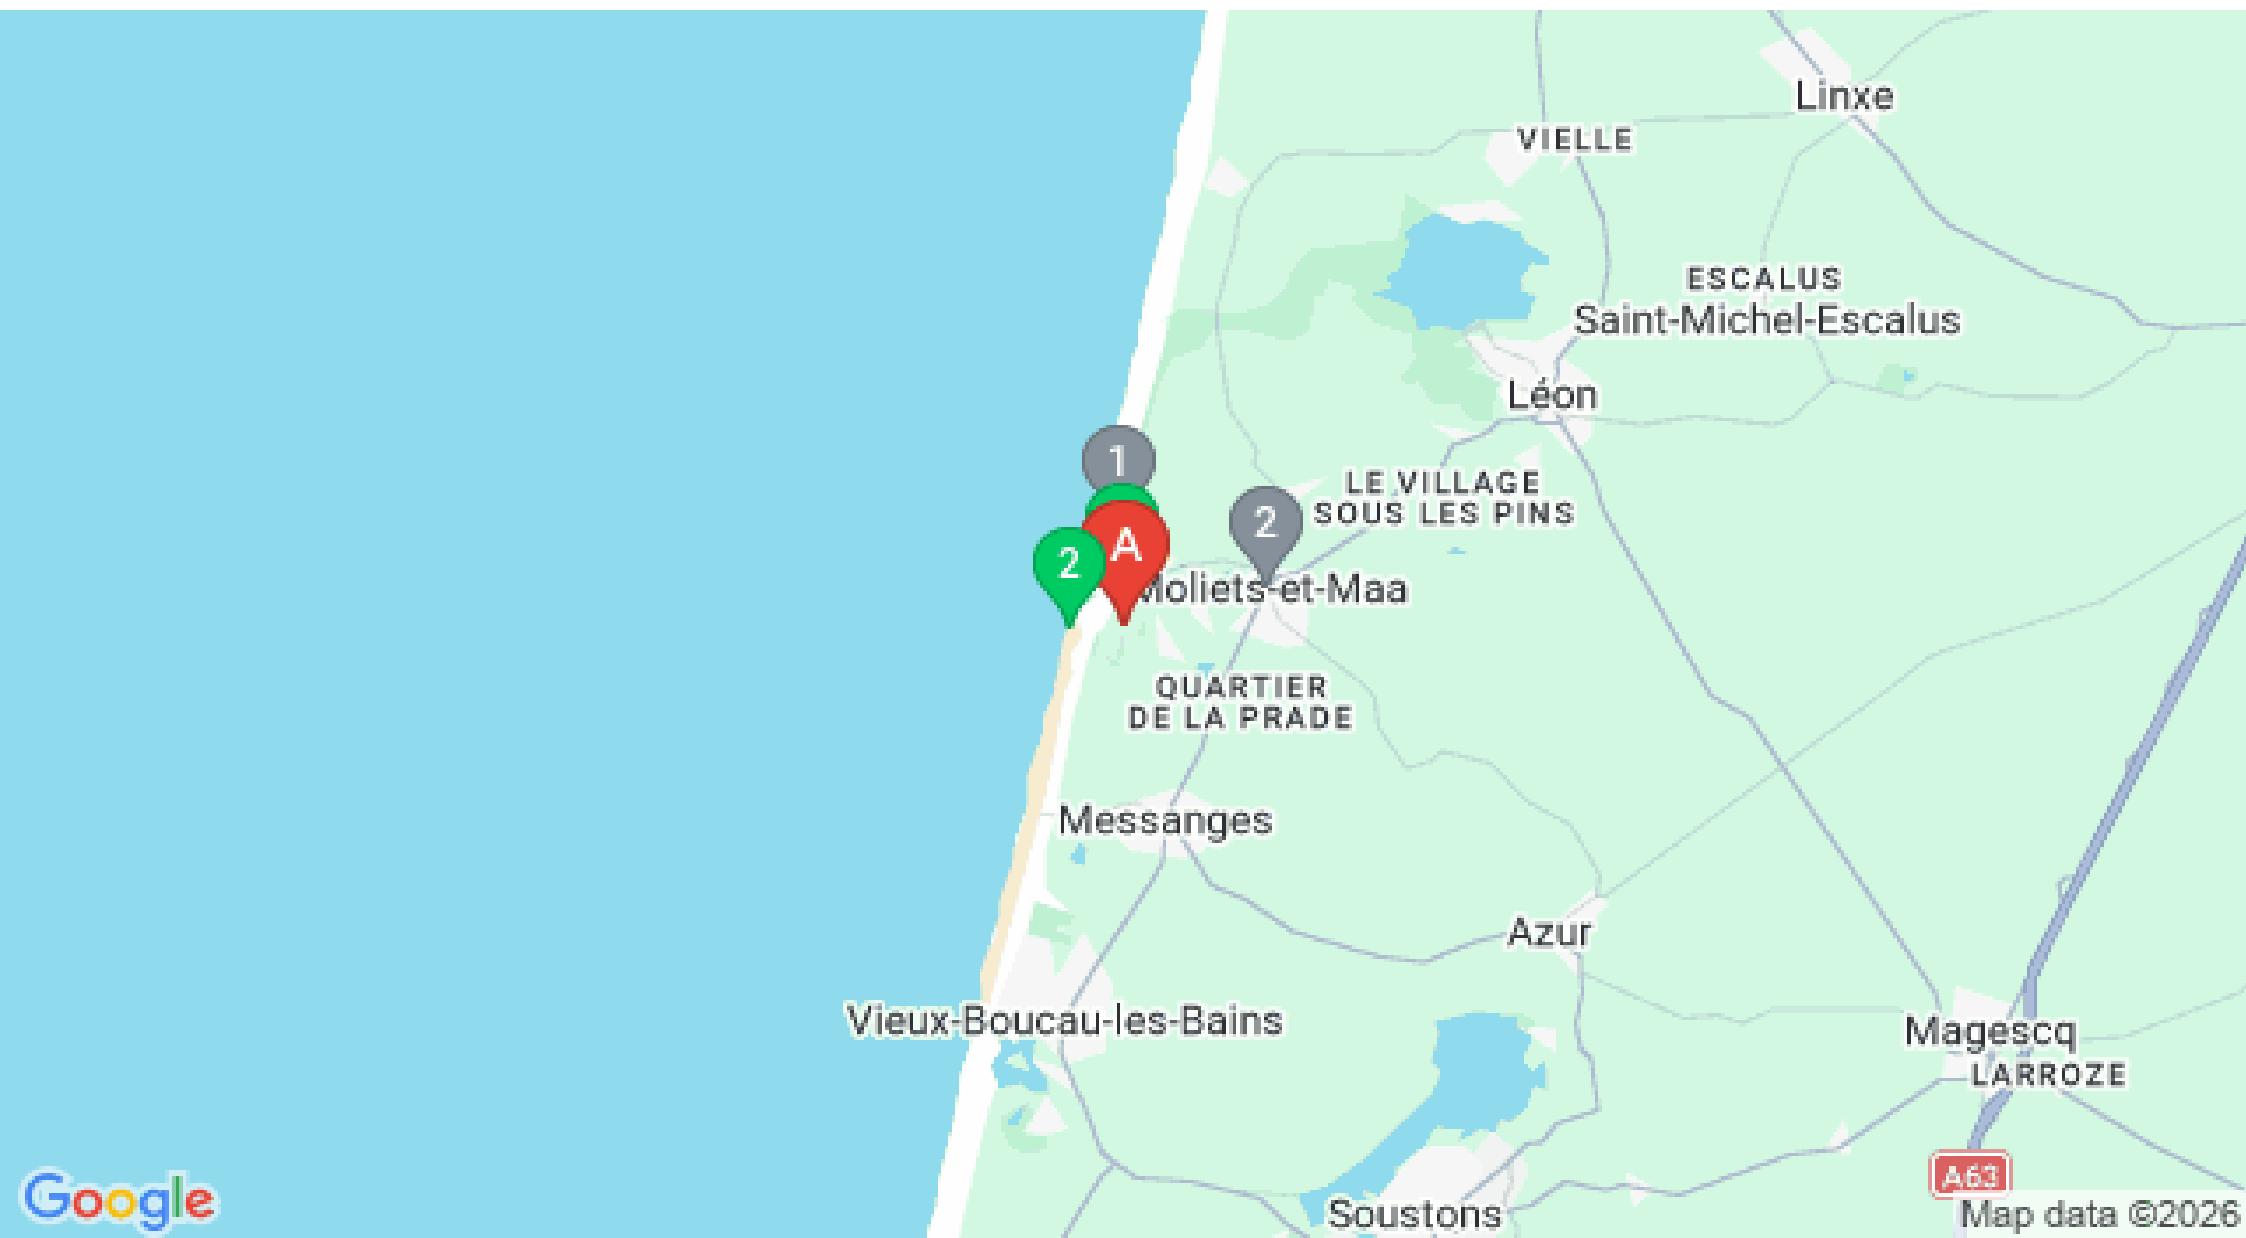 Linxe
VIELLE
ESCALUS
Saint-Michel-Escalus
Léon
1
LE VILLAGE
SOUS LES PINS
2
A
2
Moliets-et-Maa
QUARTIER
DE LA PRADE
Messanges
Azur
Vieux-Boucau-les-Bains
Magescq
LARROZE
A63
Google
Soustons
Map data ©2026